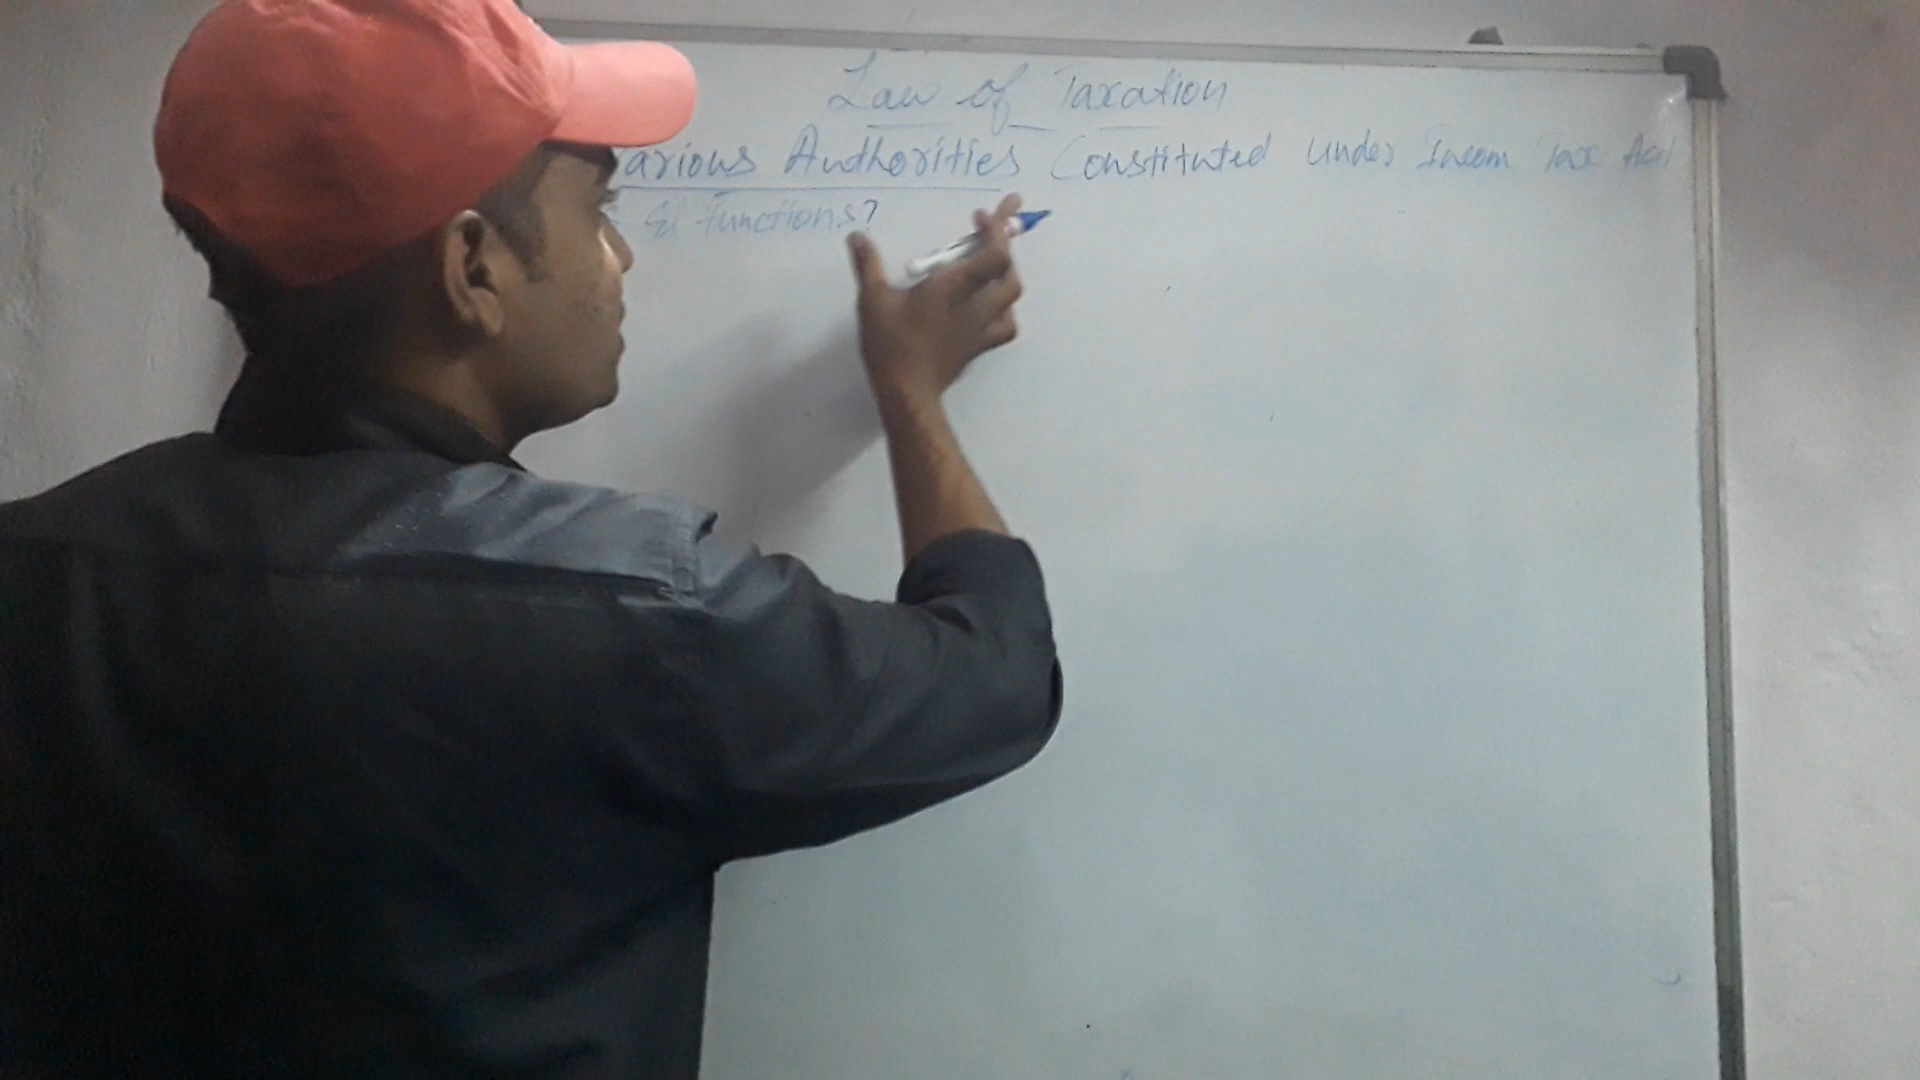 Law of Taxation
arious Authorities Constituted under Incom Tax Act
& functions?